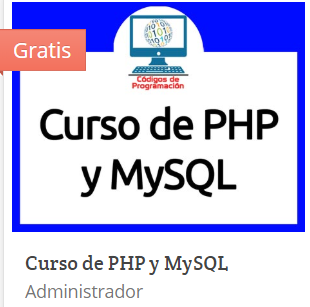 Gratis
Códigos de
Programación
Curso de PHP
y MySQL
Curso de PHP y MySQL
Administrador